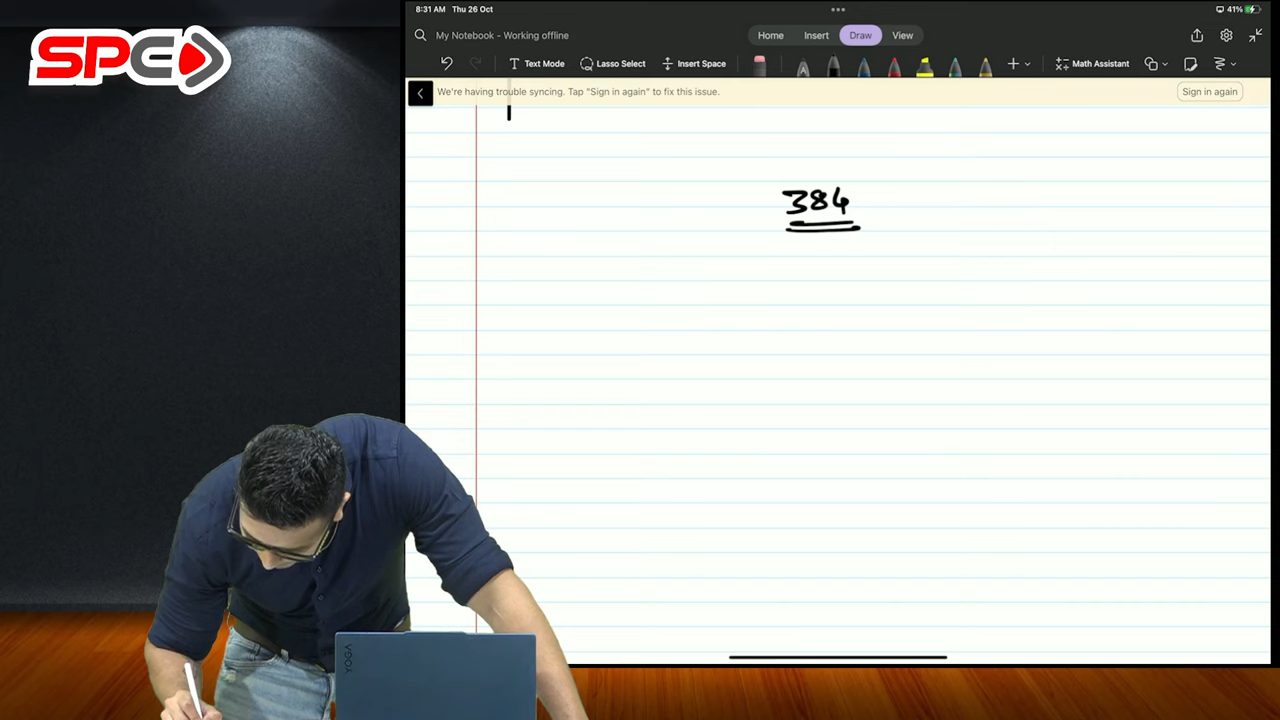 8:31 AM Thu 26 Oct
41%
SPE
My Notebook - Working offline
Home Insert Draw View
Text Mode Lasso Select Insert Space Math Assistant
We're having trouble syncing. Tap "Sign in again" to fix this issue.
Sign in again
384
YOGA